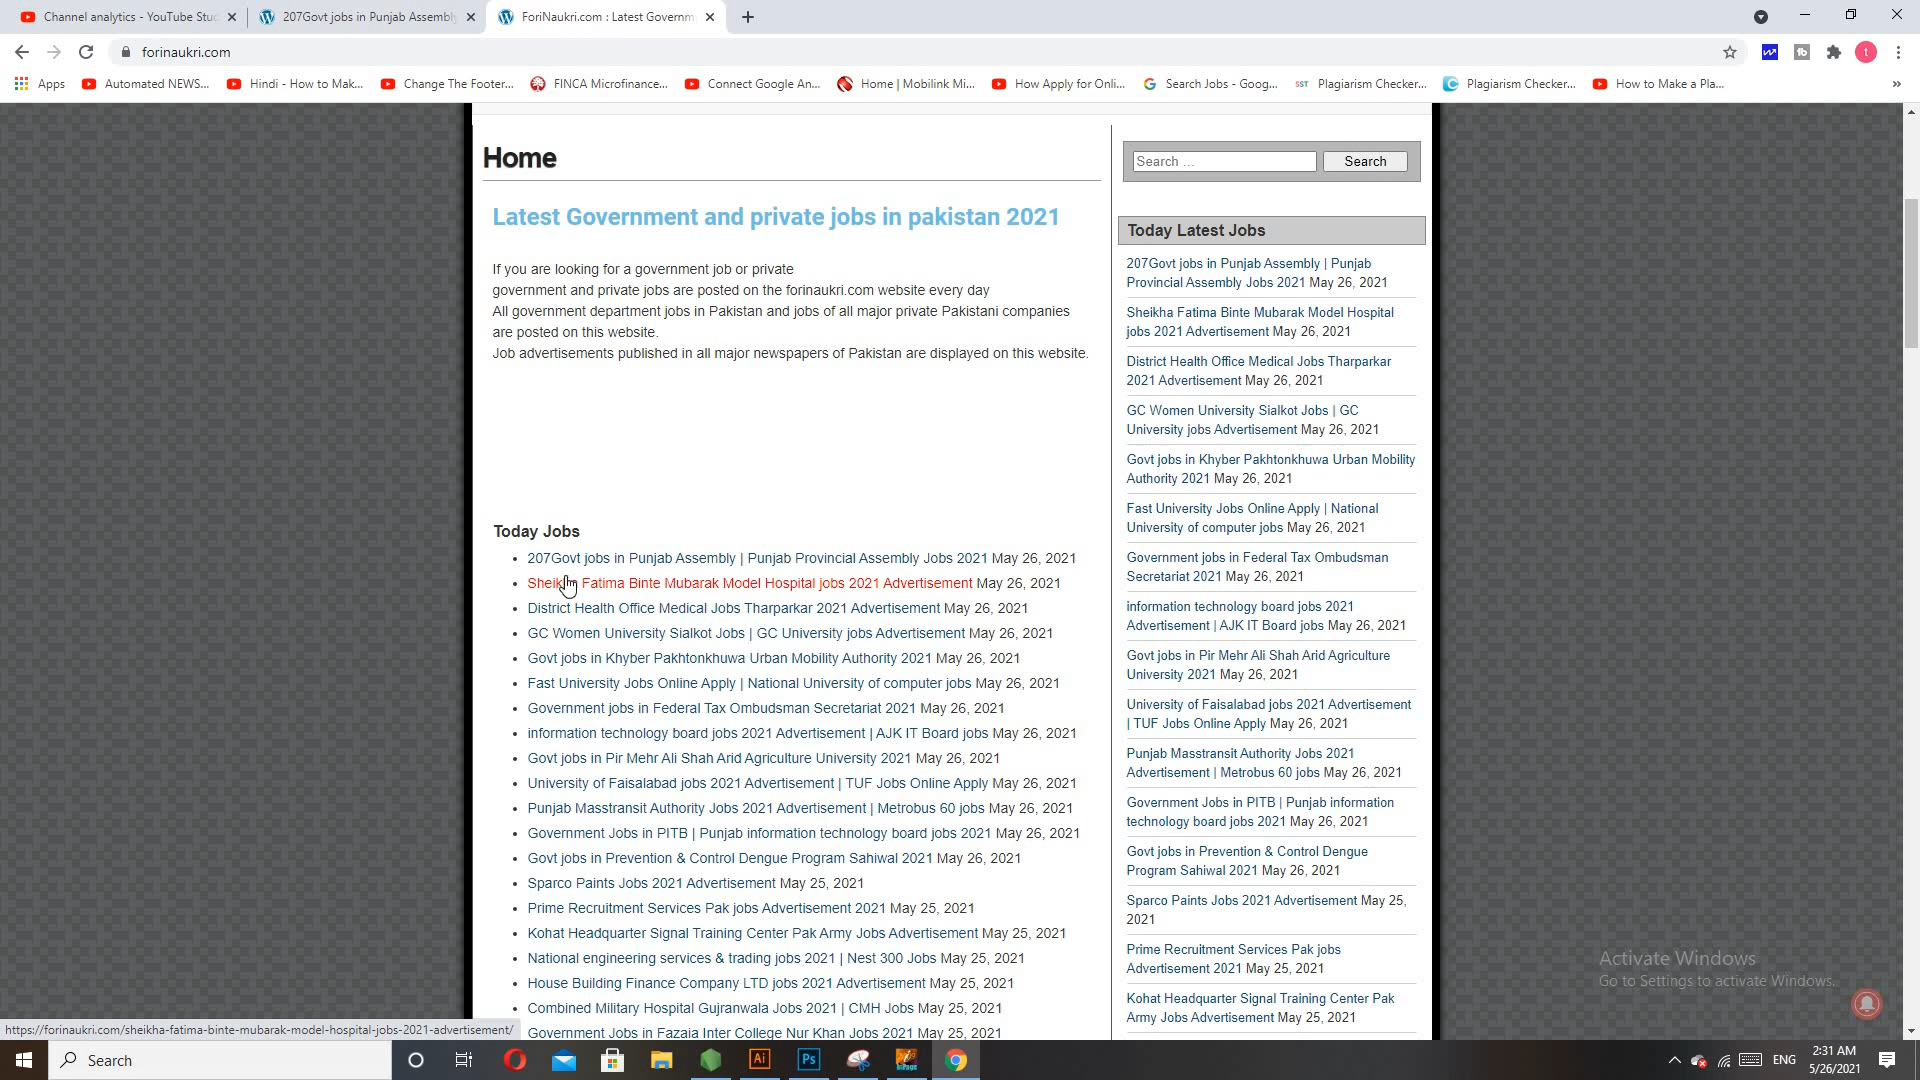 Channel analytics - YouTube Stu
207Govt jobs in Punjab Assembly
ForiNaukri.com : Latest Governm
forinaukri.com
t
Apps
Automated NEWS...
Hindi - How to Mak...
Change The Footer...
FINCA Microfinance...
Connect Google An...
Home | Mobilink Mi...
How Apply for Onli...
Search Jobs - Goog...
SST Plagiarism Checker...
Plagiarism Checker...
How to Make a Pla...
Home
Latest Government and private jobs in pakistan 2021
If you are looking for a government job or private
government and private jobs are posted on the forinaukri.com website every day
All government department jobs in Pakistan and jobs of all major private Pakistani companies
are posted on this website.
Job advertisements published in all major newspapers of Pakistan are displayed on this website.
Today Jobs
207Govt jobs in Punjab Assembly | Punjab Provincial Assembly Jobs 2021 May 26, 2021
Sheikha Fatima Binte Mubarak Model Hospital jobs 2021 Advertisement May 26, 2021
District Health Office Medical Jobs Tharparkar 2021 Advertisement May 26, 2021
GC Women University Sialkot Jobs | GC University jobs Advertisement May 26, 2021
Govt jobs in Khyber Pakhtonkhuwa Urban Mobility Authority 2021 May 26, 2021
Fast University Jobs Online Apply | National University of computer jobs May 26, 2021
Government jobs in Federal Tax Ombudsman Secretariat 2021 May 26, 2021
information technology board jobs 2021 Advertisement | AJK IT Board jobs May 26, 2021
Govt jobs in Pir Mehr Ali Shah Arid Agriculture University 2021 May 26, 2021
University of Faisalabad jobs 2021 Advertisement | TUF Jobs Online Apply May 26, 2021
Punjab Masstransit Authority Jobs 2021 Advertisement | Metrobus 60 jobs May 26, 2021
Government Jobs in PITB | Punjab information technology board jobs 2021 May 26, 2021
Govt jobs in Prevention & Control Dengue Program Sahiwal 2021 May 26, 2021
Sparco Paints Jobs 2021 Advertisement May 25, 2021
Prime Recruitment Services Pak jobs Advertisement 2021 May 25, 2021
Kohat Headquarter Signal Training Center Pak Army Jobs Advertisement May 25, 2021
National engineering services & trading jobs 2021 | Nest 300 Jobs May 25, 2021
House Building Finance Company LTD jobs 2021 Advertisement May 25, 2021
Combined Military Hospital Gujranwala Jobs 2021 | CMH Jobs May 25, 2021
Government Jobs in Fazaia Inter College Nur Khan Jobs 2021 May 25, 2021
Search ...
Search
Today Latest Jobs
207Govt jobs in Punjab Assembly | Punjab
Provincial Assembly Jobs 2021 May 26, 2021
Sheikha Fatima Binte Mubarak Model Hospital
jobs 2021 Advertisement May 26, 2021
District Health Office Medical Jobs Tharparkar
2021 Advertisement May 26, 2021
GC Women University Sialkot Jobs | GC
University jobs Advertisement May 26, 2021
Govt jobs in Khyber Pakhtonkhuwa Urban Mobility
Authority 2021 May 26, 2021
Fast University Jobs Online Apply | National
University of computer jobs May 26, 2021
Government jobs in Federal Tax Ombudsman
Secretariat 2021 May 26, 2021
information technology board jobs 2021
Advertisement | AJK IT Board jobs May 26, 2021
Govt jobs in Pir Mehr Ali Shah Arid Agriculture
University 2021 May 26, 2021
University of Faisalabad jobs 2021 Advertisement
| TUF Jobs Online Apply May 26, 2021
Punjab Masstransit Authority Jobs 2021
Advertisement | Metrobus 60 jobs May 26, 2021
Government Jobs in PITB | Punjab information
technology board jobs 2021 May 26, 2021
Govt jobs in Prevention & Control Dengue
Program Sahiwal 2021 May 26, 2021
Sparco Paints Jobs 2021 Advertisement May 25,
2021
Prime Recruitment Services Pak jobs
Advertisement 2021 May 25, 2021
Kohat Headquarter Signal Training Center Pak
Army Jobs Advertisement May 25, 2021
Activate Windows
Go to Settings to activate Windows.
https://forinaukri.com/sheikha-fatima-binte-mubarak-model-hospital-jobs-2021-advertisement/
Search
Ai
Ps
ENG
2:31 AM
5/26/2021